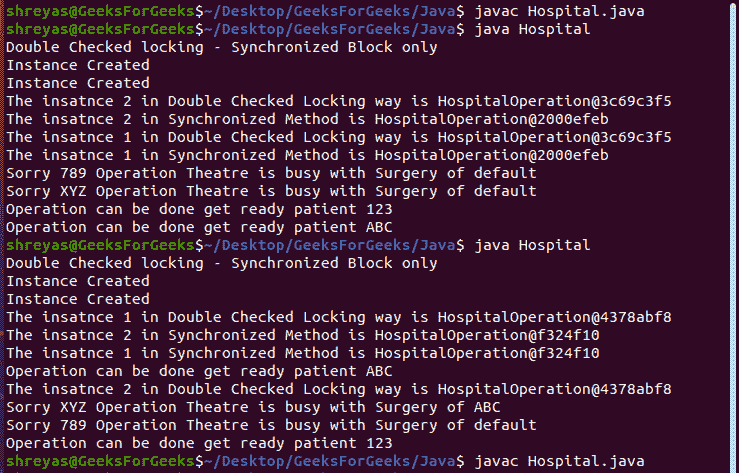 shreyas@GeeksForGeeks$~/Desktop/GeeksForGeeks/Java$ javac Hospital.java
shreyas@GeeksForGeeks$~/Desktop/GeeksForGeeks/Java$ java Hospital
Double Checked locking - Synchronized Block only
Instance Created
Instance Created
The insatnce 2 in Double Checked Locking way is HospitalOperation@3c69c3f5
The insatnce 2 in Synchronized Method is HospitalOperation@2000efeb
The insatnce 1 in Double Checked Locking way is HospitalOperation@3c69c3f5
The insatnce 1 in Synchronized Method is HospitalOperation@2000efeb
Sorry 789 Operation Theatre is busy with Surgery of default
Sorry XYZ Operation Theatre is busy with Surgery of default
Operation can be done get ready patient 123
Operation can be done get ready patient ABC
shreyas@GeeksForGeeks$~/Desktop/GeeksForGeeks/Java$ java Hospital
Double Checked locking - Synchronized Block only
Instance Created
Instance Created
The insatnce 1 in Double Checked Locking way is HospitalOperation@4378abf8
The insatnce 2 in Synchronized Method is HospitalOperation@f324f10
The insatnce 1 in Synchronized Method is HospitalOperation@f324f10
Operation can be done get ready patient ABC
The insatnce 2 in Double Checked Locking way is HospitalOperation@4378abf8
Sorry XYZ Operation Theatre is busy with Surgery of ABC
Sorry 789 Operation Theatre is busy with Surgery of default
Operation can be done get ready patient 123
shreyas@GeeksForGeeks$~/Desktop/GeeksForGeeks/Java$ javac Hospital.java